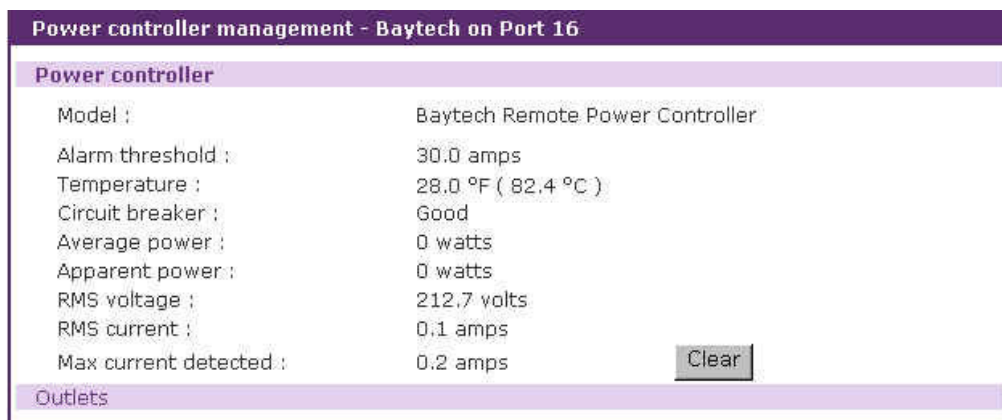 Power controller management - Baytech on Port 16
Power controller
Model : Baytech Remote Power Controller
Alarm threshold : 30.0 amps
Temperature : 28.0 ºF ( 82.4 ºC )
Circuit breaker : Good
Average power : 0 watts
Apparent power : 0 watts
RMS voltage : 212.7 volts
RMS current : 0.1 amps
Max current detected : 0.2 amps Clear
Outlets